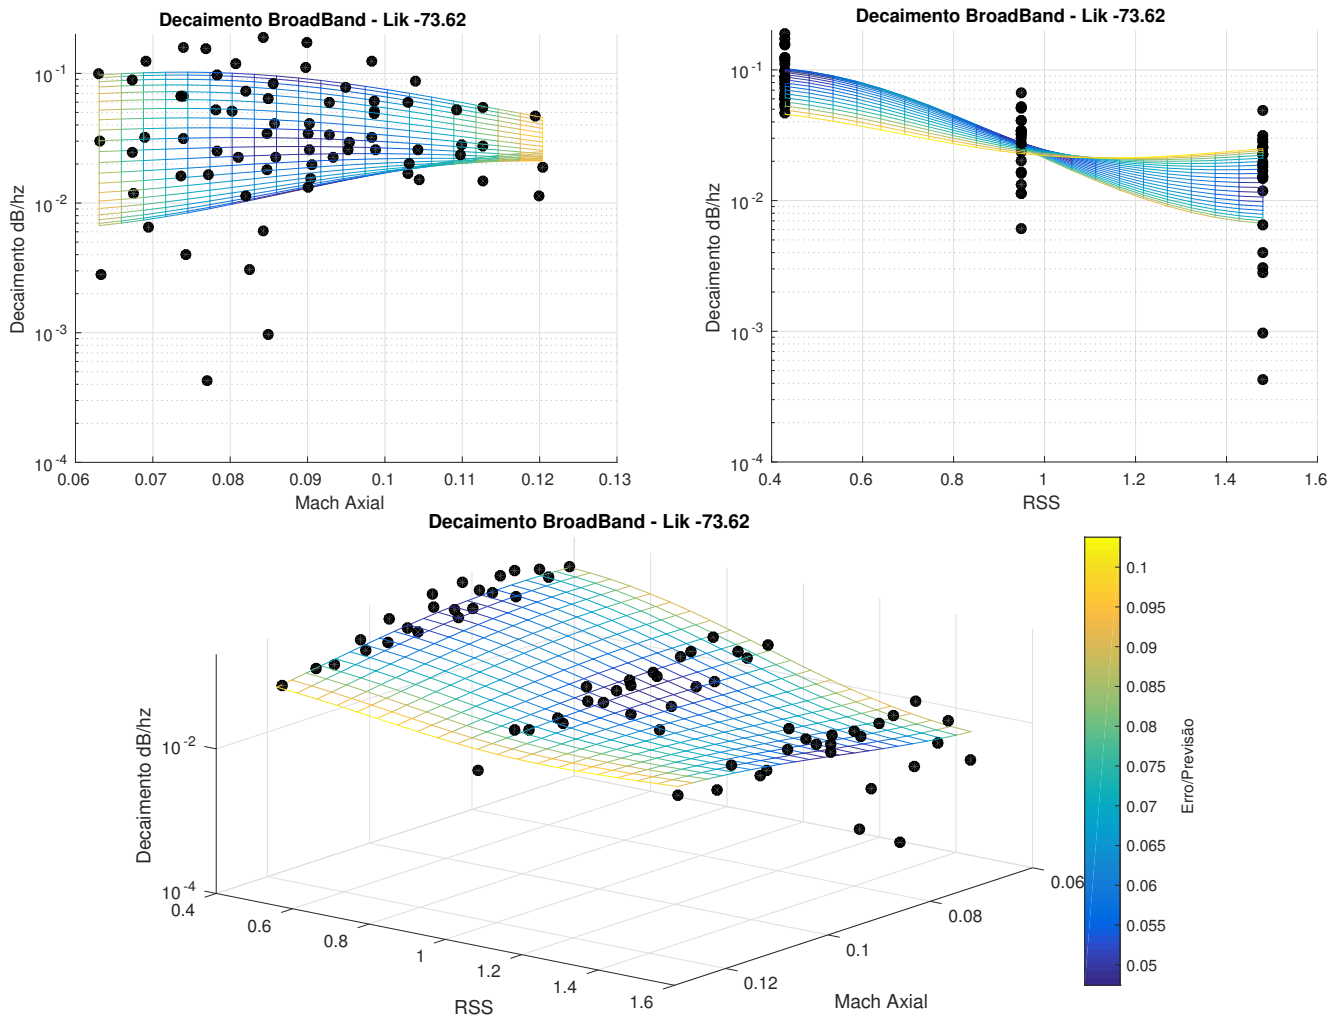 Decaimento BroadBand - Lik -73.62
Decaimento dB/hz
10^-1
10^-2
10^-3
10^-4
0.06 0.07 0.08 0.09 0.1 0.11 0.12 0.13
Mach Axial
Decaimento BroadBand - Lik -73.62
Decaimento dB/hz
10^-1
10^-2
10^-3
10^-4
0.4 0.6 0.8 1 1.2 1.4 1.6
RSS
Decaimento BroadBand - Lik -73.62
Decaimento dB/hz
10^-2
10^-4
0.4
0.6
0.8
1
1.2
1.4
1.6
RSS
0.12
0.1
0.08
0.06
Mach Axial
0.1
0.095
0.09
0.085
0.08
0.075
0.07
0.065
0.06
0.055
0.05
Erro/Previsão